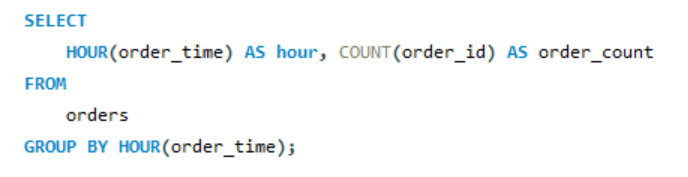 SELECT
HOUR(order_time) AS hour, COUNT(order_id) AS order_count
FROM
orders
GROUP BY HOUR(order_time);